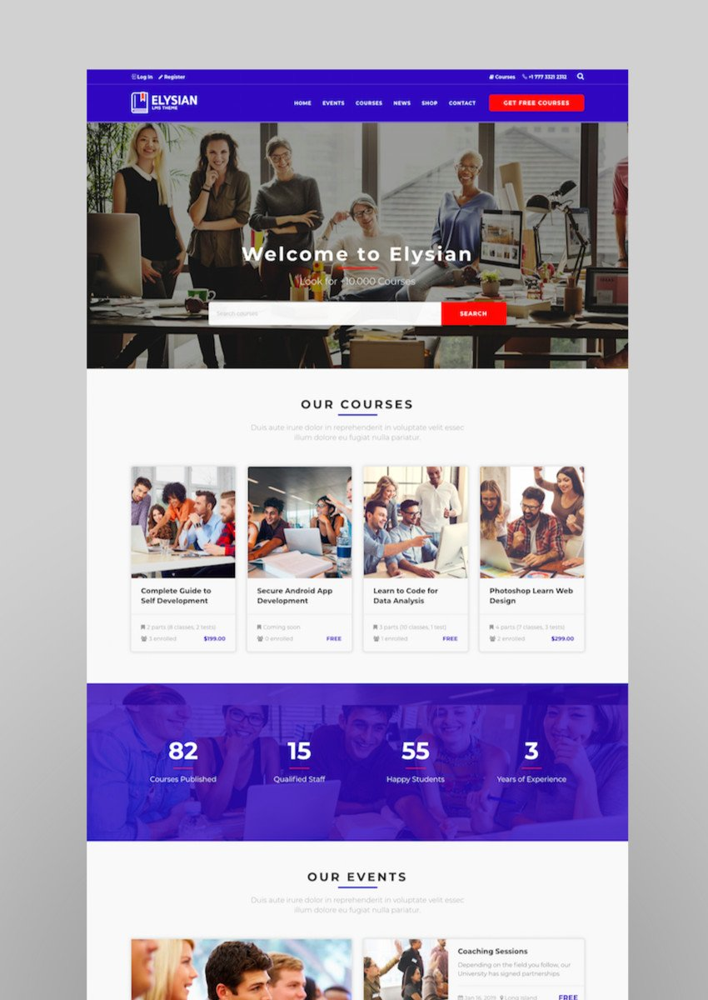 Log In Register
Courses +1 777 3321 2312
ELYSIAN
LMS THEME
HOME EVENTS COURSES NEWS SHOP CONTACT
GET FREE COURSES
Welcome to Elysian
Look for +10.000 Courses
Search courses
SEARCH
OUR COURSES
Duis aute irure dolor in reprehenderit in voluptate velit essec
illum dolore eu fugiat nulla pariatur.
Complete Guide to
Self Development
2 parts (8 classes, 2 tests)
3 enrolled $199.00
Secure Android App
Development
Coming soon
0 enrolled FREE
Learn to Code for
Data Analysis
3 parts (10 classes, 1 test)
1 enrolled FREE
Photoshop Learn Web
Design
4 parts (7 classes, 3 tests)
2 enrolled $299.00
82
Courses Published
15
Qualified Staff
55
Happy Students
3
Years of Experience
OUR EVENTS
Duis aute irure dolor in reprehenderit in voluptate velit essec
illum dolore eu fugiat nulla pariatur.
Coaching Sessions
Depending on the field you follow, our
University has signed partnerships
Jan 16, 2019 Long Island FREE